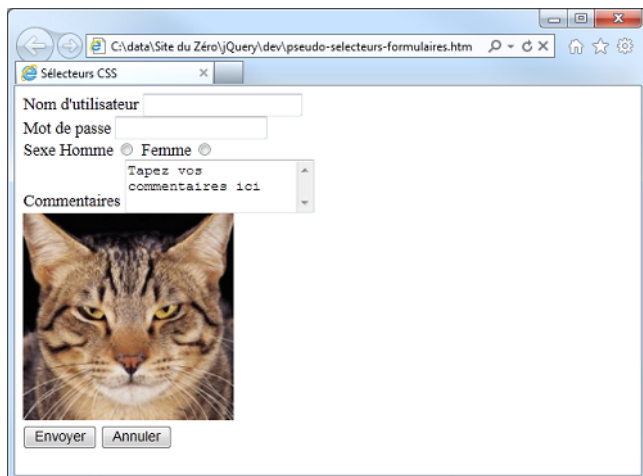 C:\data\Site du Zéro\jQuery\dev\pseudo-selecteurs-formulaires.htm
Sélecteurs CSS
Nom d'utilisateur
Mot de passe
Sexe Homme Femme
Tapez vos
commentaires ici
Commentaires
Envoyer Annuler